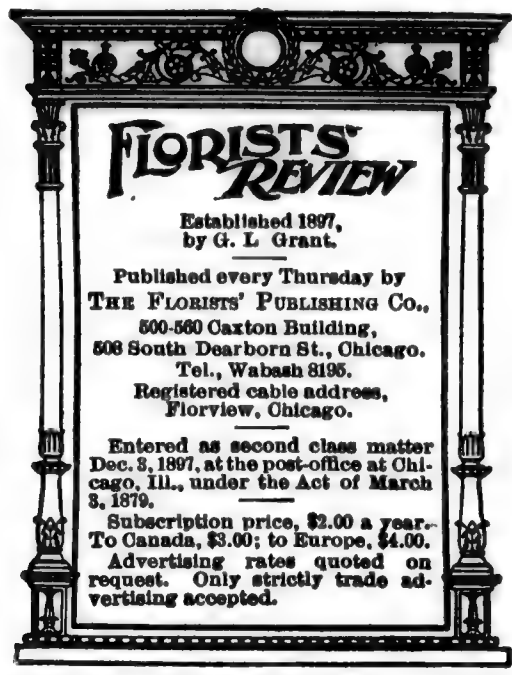 FLORISTS'
REVIEW
Established 1897,
by G. L Grant.
Published every Thursday by
THE FLORISTS' PUBLISHING CO.,
500-560 Caxton Building,
508 South Dearborn St., Chicago.
Tel., Wabash 8195.
Registered cable address,
Florview, Chicago.
Entered as second class matter
Dec. 3, 1897, at the post-office at Chi-
cago, Ill., under the Act of March
3, 1879.
Subscription price, $2.00 a year.
To Canada, $3.00; to Europe, $4.00.
Advertising rates quoted on
request. Only strictly trade ad-
vertising accepted.